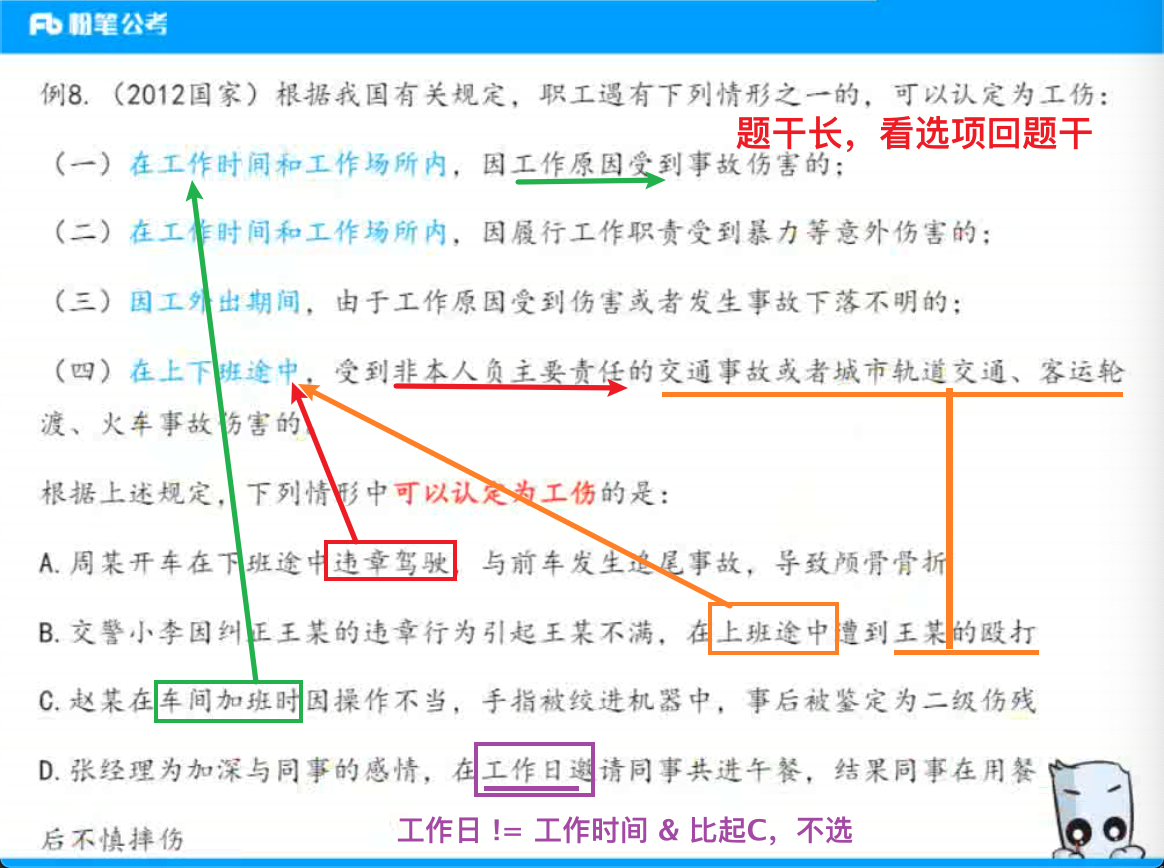 粉笔公考
例8.（2012国家）根据我国有关规定，职工遇有下列情形之一的，可以认定为工伤：
题干长，看选项回题干
（一）在工作时间和工作场所内，因工作原因受到事故伤害的；
（二）在工作时间和工作场所内，因履行工作职责受到暴力等意外伤害的；
（三）因工外出期间，由于工作原因受到伤害或者发生事故下落不明的；
（四）在上下班途中，受到非本人负主要责任的交通事故或者城市轨道交通、客运轮
渡、火车事故伤害的。
根据上述规定，下列情形中可以认定为工伤的是：
A.周某开车在下班途中违章驾驶，与前车发生追尾事故，导致颅骨骨折
B.交警小李因纠正王某的违章行为引起王某不满，在上班途中遭到王某的殴打
C.赵某在车间加班时因操作不当，手指被绞进机器中，事后被鉴定为二级伤残
D.张经理为加深与同事的感情，在工作日邀请同事共进午餐，结果同事在用餐
后不慎摔伤
工作日 != 工作时间 & 比起C，不选